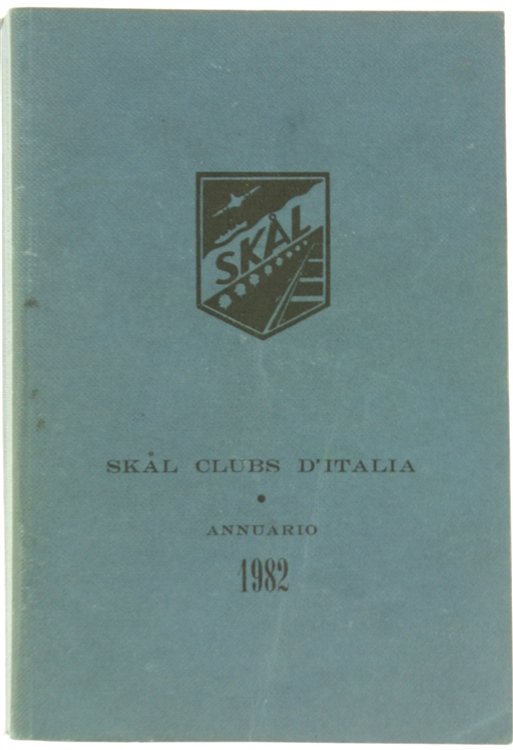 SKÅL
SKÅL CLUBS D'ITALIA
•
ANNUARIO
1982